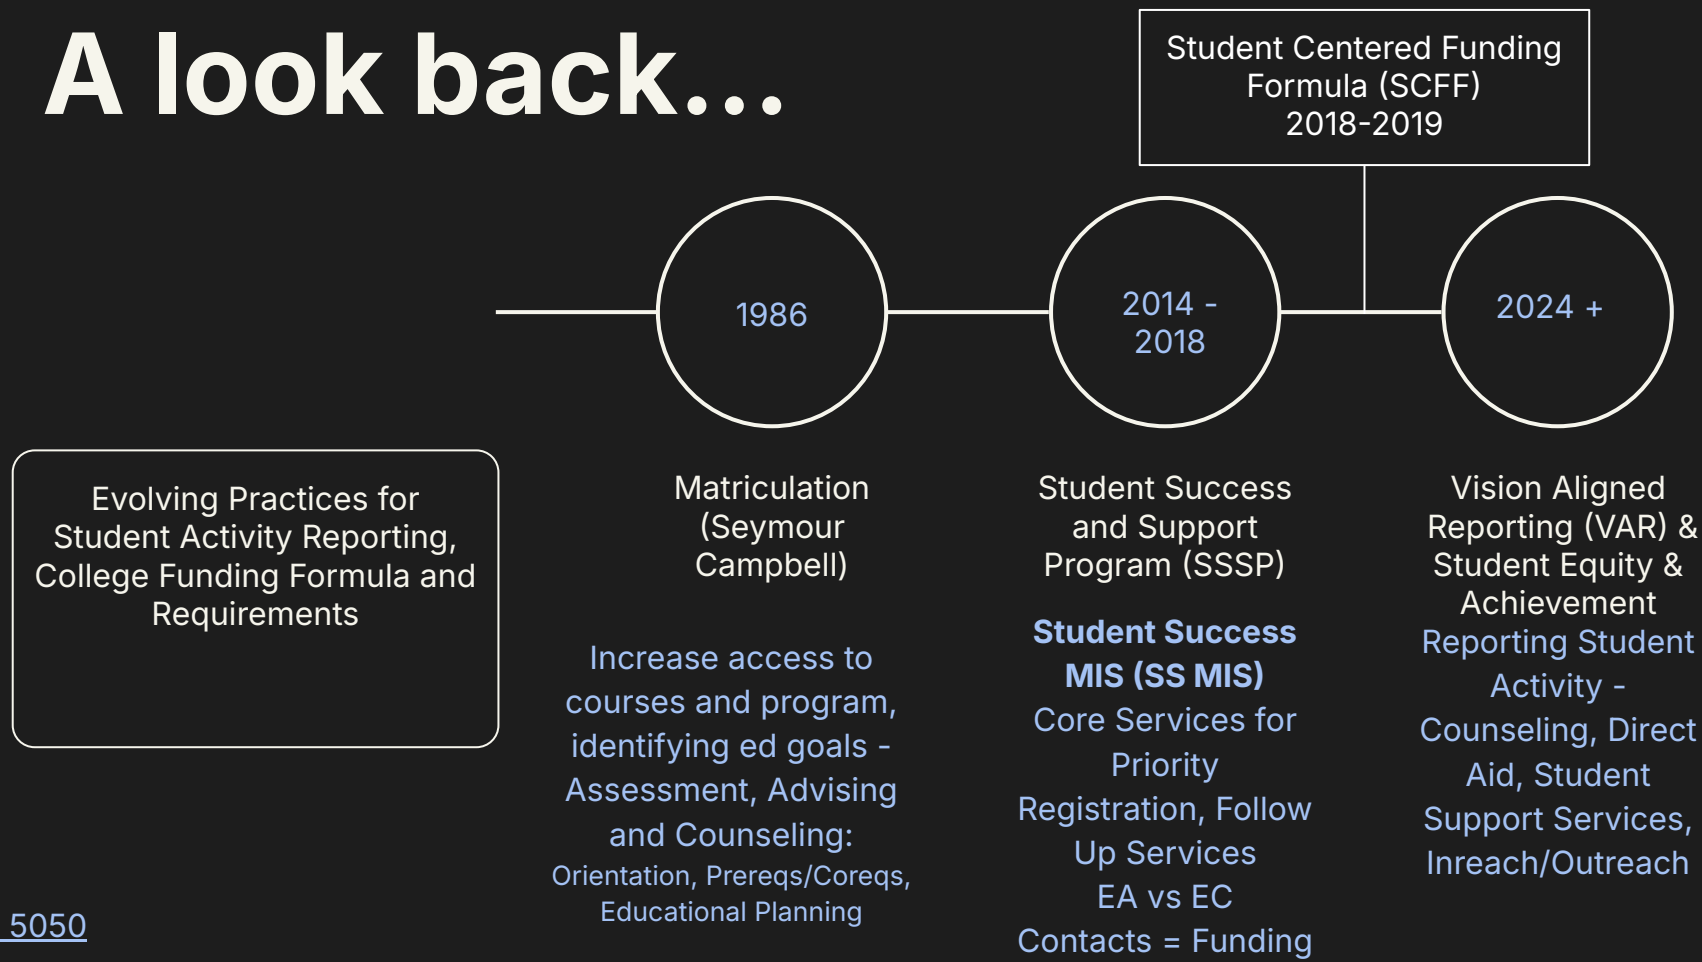 A look back...
Student Centered Funding
Formula (SCFF)
2018-2019
1986
2014 -
2018
2024 +
Evolving Practices for
Student Activity Reporting,
College Funding Formula and
Requirements
Matriculation
(Seymour
Campbell)
Increase access to
courses and program,
identifying ed goals -
Assessment, Advising
and Counseling:
Orientation, Prereqs/Coreqs,
Educational Planning
Student Success
and Support
Program (SSSP)
Student Success
MIS (SS MIS)
Core Services for
Priority
Registration, Follow
Up Services
EA vs EC
Contacts = Funding
Vision Aligned
Reporting (VAR) &
Student Equity &
Achievement
Reporting Student
Activity -
Counseling, Direct
Aid, Student
Support Services,
Inreach/Outreach
5050